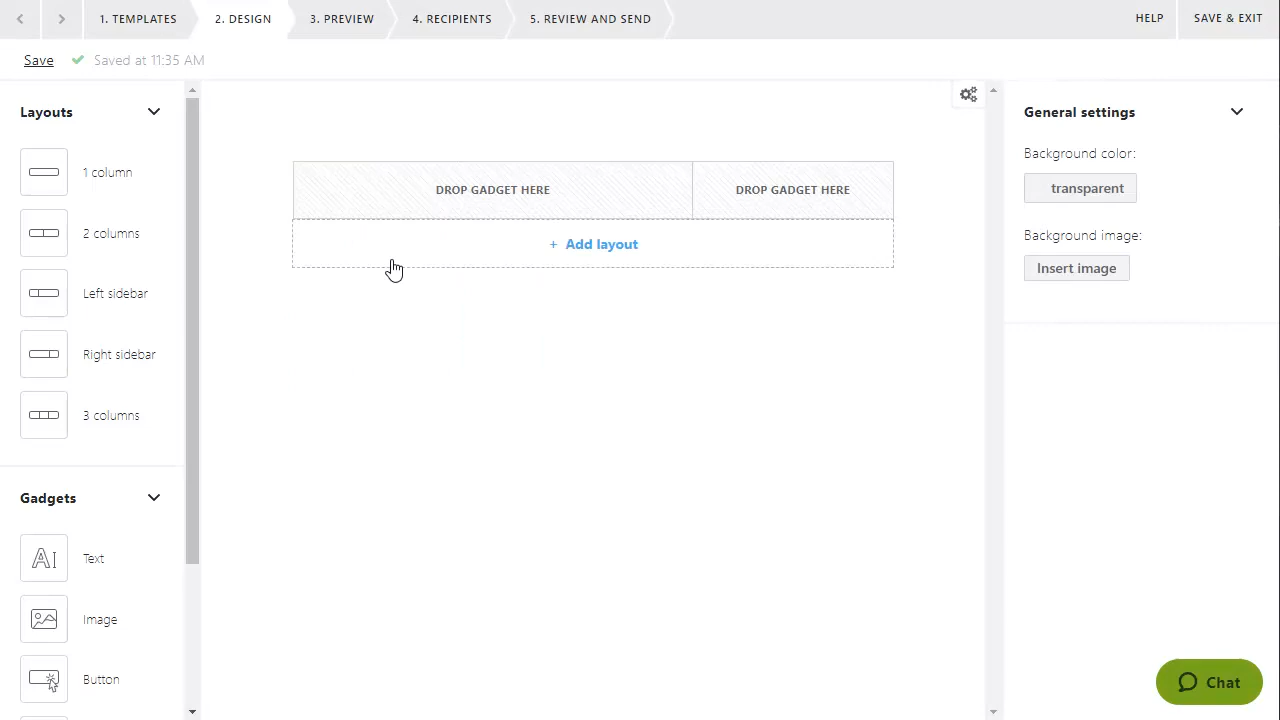 1. TEMPLATES
2. DESIGN
3. PREVIEW
4. RECIPIENTS
5. REVIEW AND SEND
HELP
SAVE & EXIT
Save
Saved at 11:35 AM
Layouts
1 column
2 columns
Left sidebar
Right sidebar
3 columns
Gadgets
Text
Image
Button
DROP GADGET HERE
DROP GADGET HERE
+ Add layout
General settings
Background color:
transparent
Background image:
Insert image
Chat